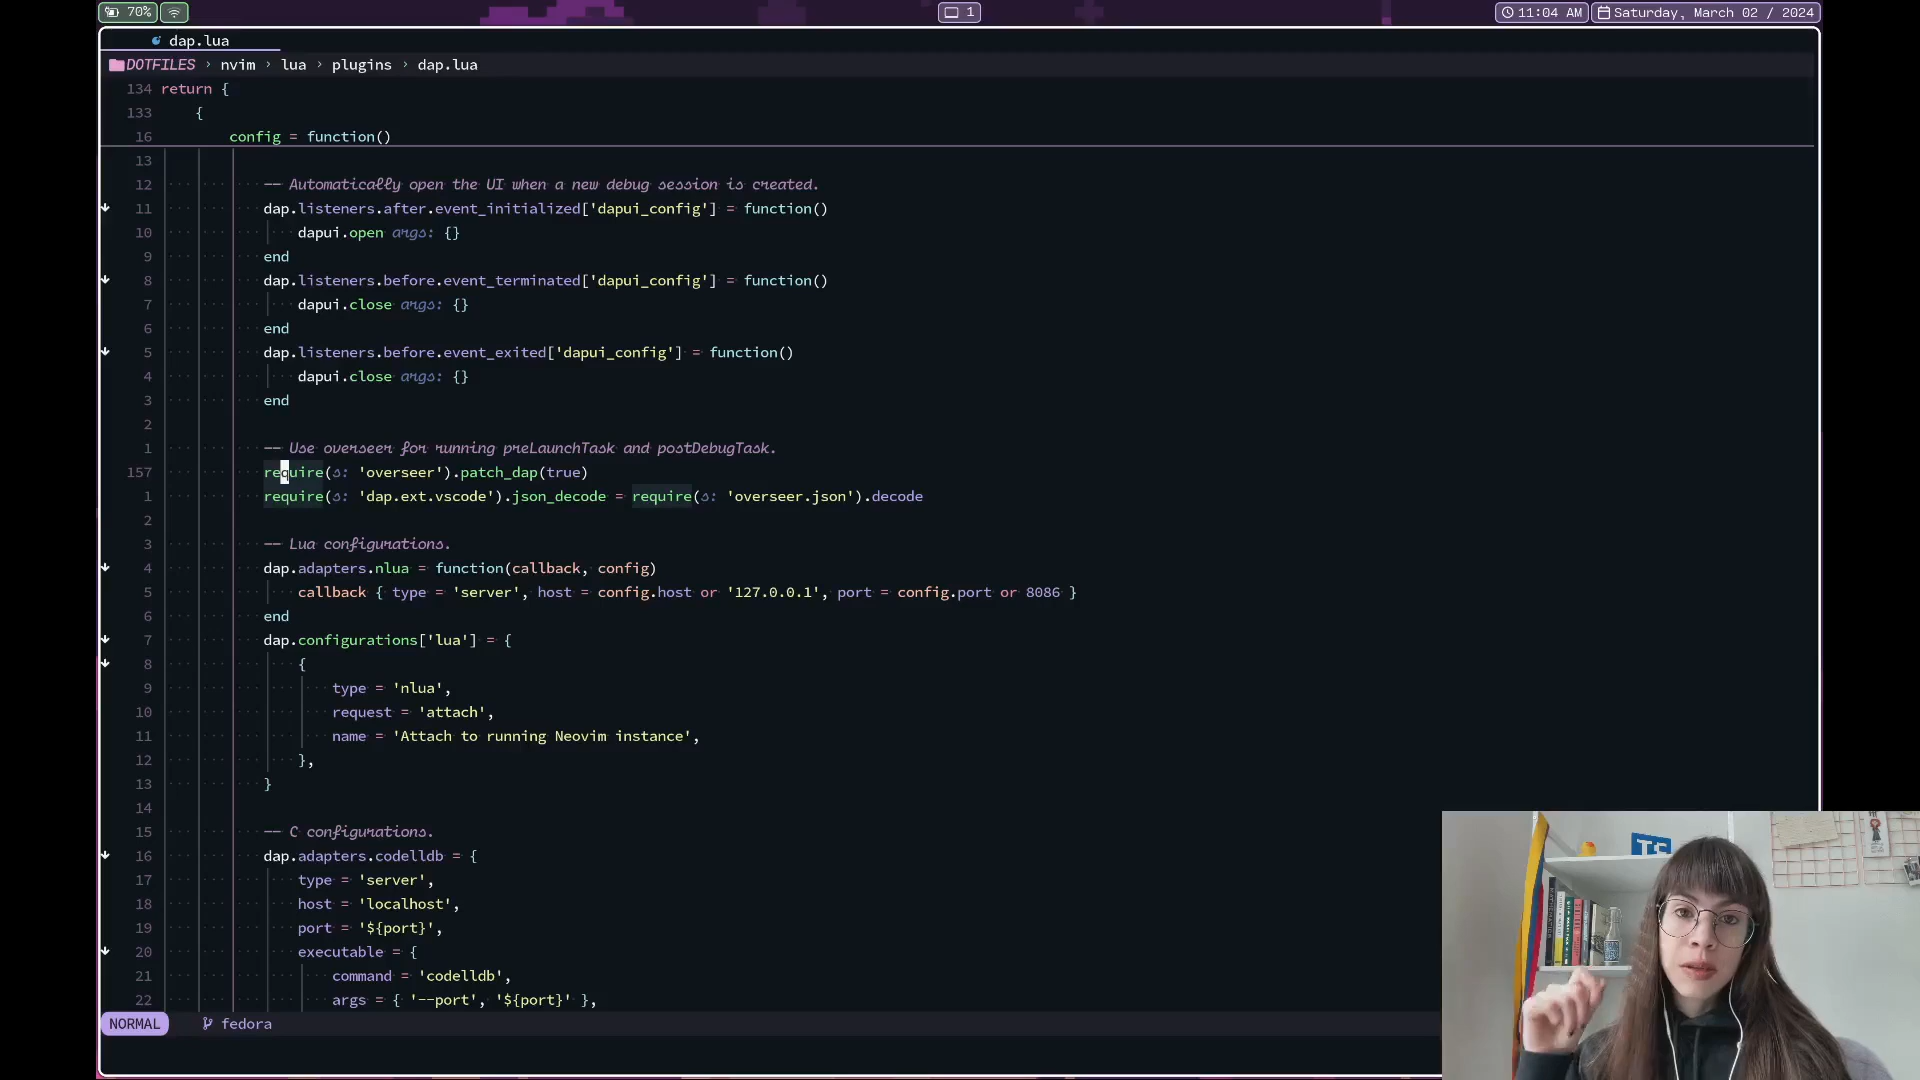 70%
1
11:04 AM
Saturday, March 02 / 2024
dap.lua
DOTFILES › nvim › lua › plugins › dap.lua
134 return {
133 {
16 config = function()
13
12 -- Automatically open the UI when a new debug session is created.
11 dap.listeners.after.event_initialized['dapui_config'] = function()
10 dapui.open args: {}
9 end
8 dap.listeners.before.event_terminated['dapui_config'] = function()
7 dapui.close args: {}
6 end
5 dap.listeners.before.event_exited['dapui_config'] = function()
4 dapui.close args: {}
3 end
2
1 -- Use overseer for running preLaunchTask and postDebugTask.
157 require(s: 'overseer').patch_dap(true)
1 require(s: 'dap.ext.vscode').json_decode = require(s: 'overseer.json').decode
2
3 -- Lua configurations.
4 dap.adapters.nlua = function(callback, config)
5 callback { type = 'server', host = config.host or '127.0.0.1', port = config.port or 8086 }
6 end
7 dap.configurations['lua'] = {
8 {
9 type = 'nlua',
10 request = 'attach',
11 name = 'Attach to running Neovim instance',
12 },
13 }
14
15 -- C configurations.
16 dap.adapters.codelldb = {
17 type = 'server',
18 host = 'localhost',
19 port = '${port}',
20 executable = {
21 command = 'codelldb',
22 args = { '--port', '${port}' },
NORMAL fedora
TS